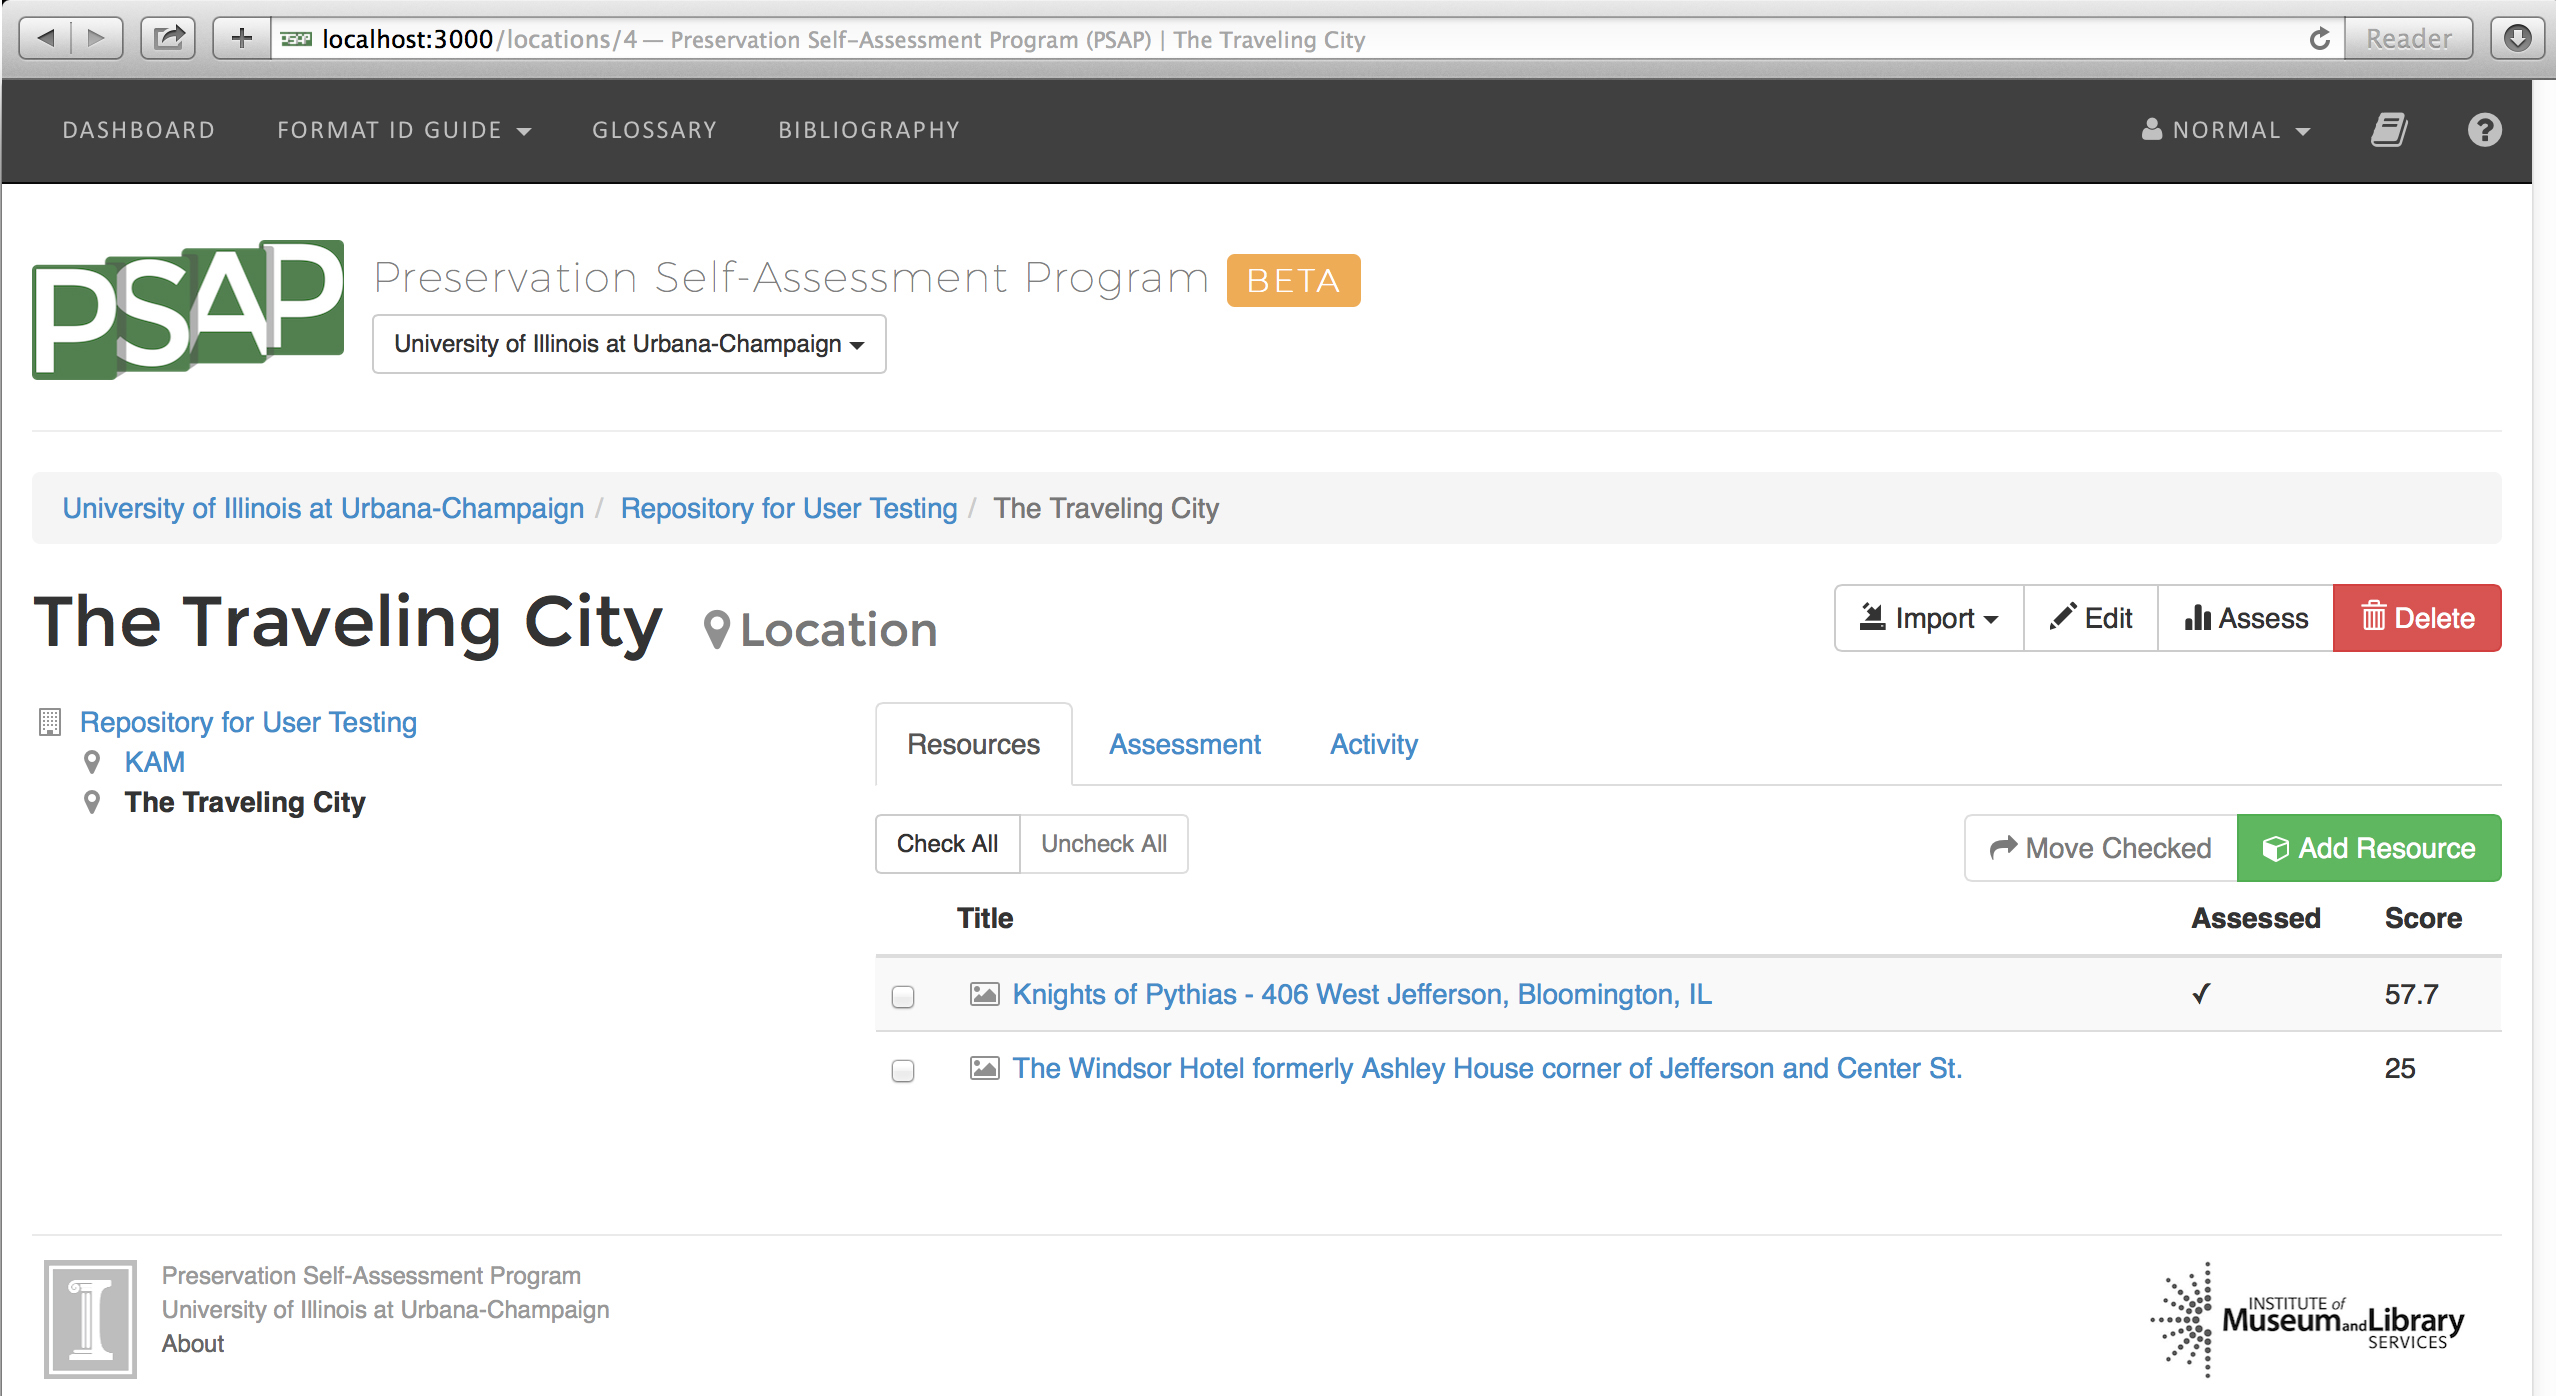 localhost:3000/locations/4 — Preservation Self-Assessment Program (PSAP) | The Traveling City
Reader
DASHBOARD FORMAT ID GUIDE GLOSSARY BIBLIOGRAPHY NORMAL
PSAP
Preservation Self-Assessment Program BETA
University of Illinois at Urbana-Champaign
University of Illinois at Urbana-Champaign / Repository for User Testing / The Traveling City
The Traveling City Location
Import Edit Assess Delete
Repository for User Testing
KAM
The Traveling City
Resources Assessment Activity
Check All Uncheck All
Move Checked Add Resource
Title Assessed Score
Knights of Pythias - 406 West Jefferson, Bloomington, IL ✓ 57.7
The Windsor Hotel formerly Ashley House corner of Jefferson and Center St. 25
Preservation Self-Assessment Program
University of Illinois at Urbana-Champaign
About
INSTITUTE of
Museum and Library
SERVICES